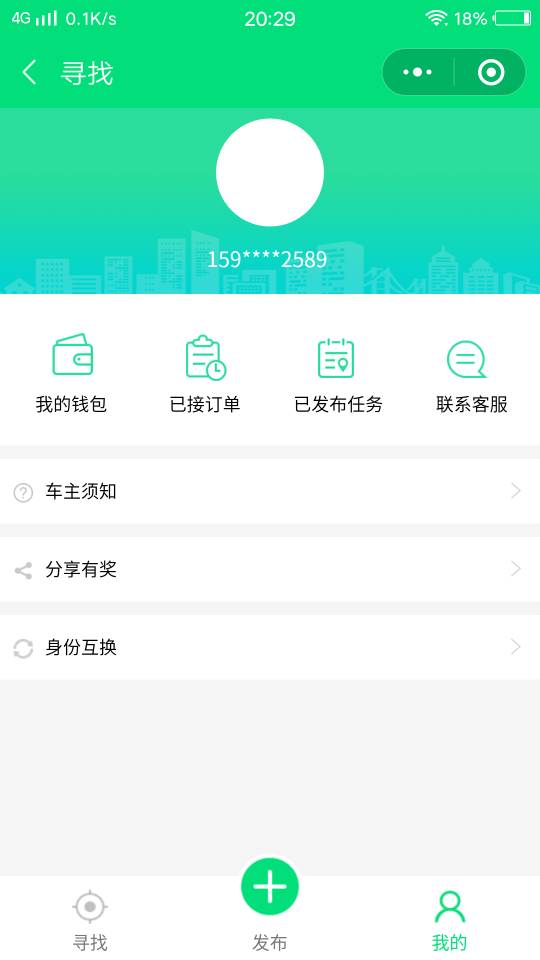 4G 0.1K/s 20:29 18%
寻找
159****2589
我的钱包 已接订单 已发布任务 联系客服
车主须知
分享有奖
身份互换
寻找 发布 我的